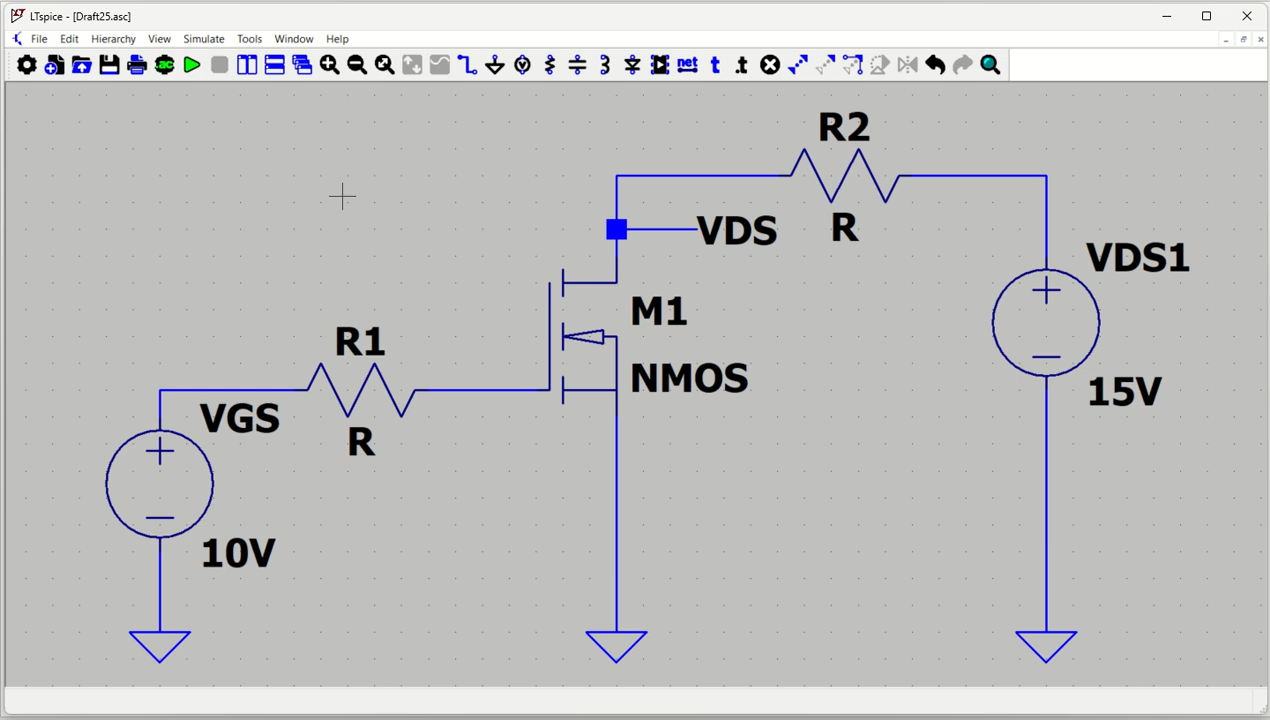 LTspice - [Draft25.asc]
File Edit Hierarchy View Simulate Tools Window Help
net t .t
R2
R
VDS
VDS1
M1
R1
NMOS
15V
VGS
R
10V